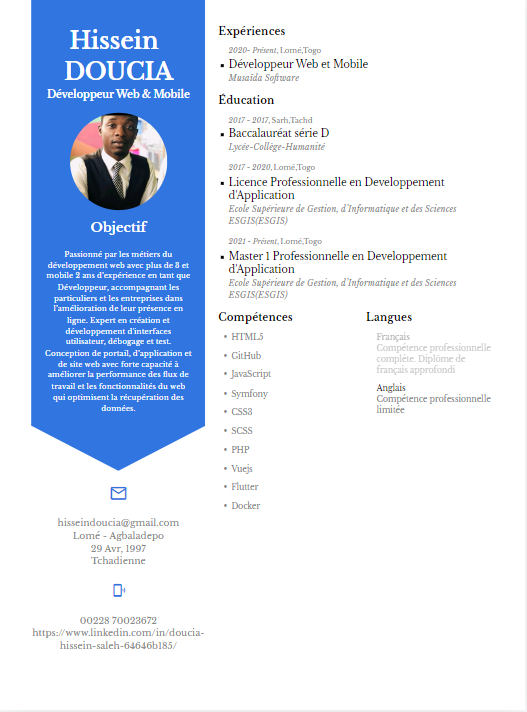 Hissein
DOUCIA
Développeur Web & Mobile
Objectif
Passionné par les métiers du
développement web avec plus de 3 et
mobile 2 ans d'expérience en tant que
Développeur, accompagnant les
particuliers et les entreprises dans
l'amélioration de leur présence en
ligne. Expert en création et
développement d'interfaces
utilisateur, débogage et test.
Conception de portail, d'application et
de site web avec forte capacité à
améliorer la performance des flux de
travail et les fonctionnalités du web
qui optimisent la récupération des
données.
hisseindoucia@gmail.com
Lomé - Agbaladepo
29 Avr, 1997
Tchadienne
00228 70023672
https://www.linkedin.com/in/doucia-
hissein-saleh-64646b185/
Expériences
2020- Présent, Lomé,Togo
▪ Développeur Web et Mobile
Musaida Software
Éducation
2017 - 2017, Sarh,Tachd
▪ Baccalauréat série D
Lycée-Collège-Humanité
2017 - 2020, Lomé,Togo
▪ Licence Professionnelle en Developpement
d'Application
Ecole Supérieure de Gestion, d'Informatique et des Sciences
ESGIS(ESGIS)
2021 - Présent, Lomé,Togo
▪ Master 1 Professionnelle en Developpement
d'Application
Ecole Supérieure de Gestion, d'Informatique et des Sciences
ESGIS(ESGIS)
Compétences
• HTML5
• GitHub
• JavaScript
• Symfony
• CSS3
• SCSS
• PHP
• Vuejs
• Flutter
• Docker
Langues
Français
Compétence professionnelle
complète. Diplôme de
français approfondi
Anglais
Compétence professionnelle
limitée